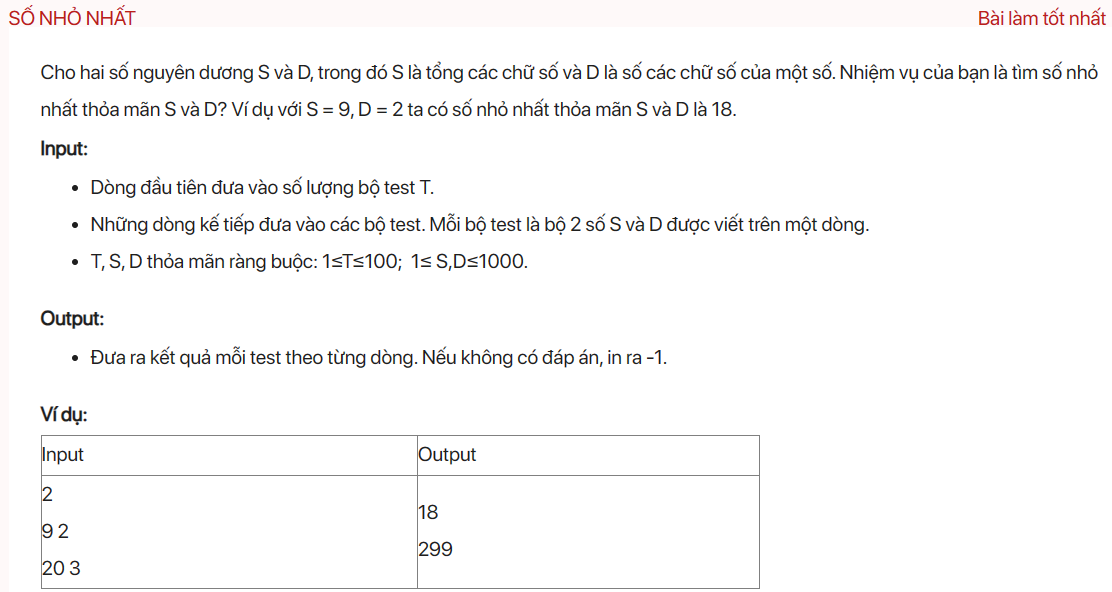 SỐ NHỎ NHẤT
Bài làm tốt nhất
Cho hai số nguyên dương S và D, trong đó S là tổng các chữ số và D là số các chữ số của một số. Nhiệm vụ của bạn là tìm số nhỏ
nhất thỏa mãn S và D? Ví dụ với S = 9, D = 2 ta có số nhỏ nhất thỏa mãn S và D là 18.
Input:
• Dòng đầu tiên đưa vào số lượng bộ test T.
• Những dòng kế tiếp đưa vào các bộ test. Mỗi bộ test là bộ 2 số S và D được viết trên một dòng.
• T, S, D thỏa mãn ràng buộc: 1≤T≤100; 1≤ S,D≤1000.
Output:
• Đưa ra kết quả mỗi test theo từng dòng. Nếu không có đáp án, in ra -1.
Ví dụ:
Input
Output
2
9 2
20 3
18
299